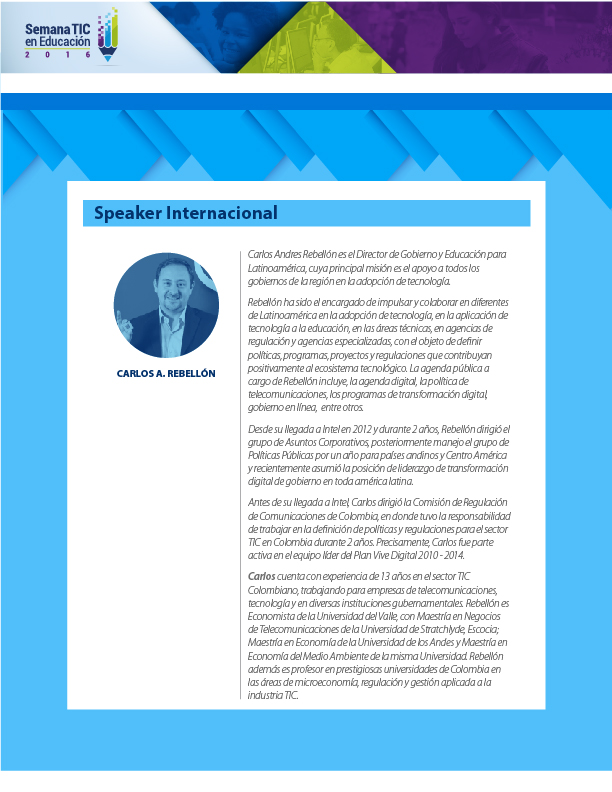 Semana TIC
en Educación
2016
Speaker Internacional
CARLOS A. REBELLÓN
Carlos Andres Rebellón es el Director de Gobierno y Educación para
Latinoamérica, cuya principal misión es el apoyo a todos los
gobiernos de la región en la adopción de tecnología.
Rebellón ha sido el encargado de impulsar y colaborar en diferentes
de Latinoamérica en la adopción de tecnología, en la aplicación de
tecnología a la educación, en las áreas técnicas, en agencias de
regulación y agencias especializadas, con el objeto de definir
políticas, programas, proyectos y regulaciones que contribuyan
positivamente al ecosistema tecnológico. La agenda pública a
cargo de Rebellón incluye, la agenda digital, la política de
telecomunicaciones, los programas de transformación digital,
gobierno en línea, entre otros.
Desde su llegada a Intel en 2012 y durante 2 años, Rebellón dirigió el
grupo de Asuntos Corporativos, posteriormente manejo el grupo de
Políticas Públicas por un año para países andinos y Centro América
y recientemente asumió la posición de liderazgo de transformación
digital de gobierno en toda américa latina.
Antes de su llegada a Intel, Carlos dirigió la Comisión de Regulación
de Comunicaciones de Colombia, en donde tuvo la responsabilidad
de trabajar en la definición de políticas y regulaciones para el sector
TIC en Colombia durante 2 años. Precisamente, Carlos fue parte
activa en el equipo líder del Plan Vive Digital 2010 - 2014.
Carlos cuenta con experiencia de 13 años en el sector TIC
Colombiano, trabajando para empresas de telecomunicaciones,
tecnología y en diversas instituciones gubernamentales. Rebellón es
Economista de la Universidad del Valle, con Maestría en Negocios
de Telecomunicaciones de la Universidad de Stratchlyde, Escocia;
Maestría en Economía de la Universidad de los Andes y Maestría en
Economía del Medio Ambiente de la misma Universidad. Rebellón
además es profesor en prestigiosas universidades de Colombia en
las áreas de microeconomía, regulación y gestión aplicada a la
industria TIC.